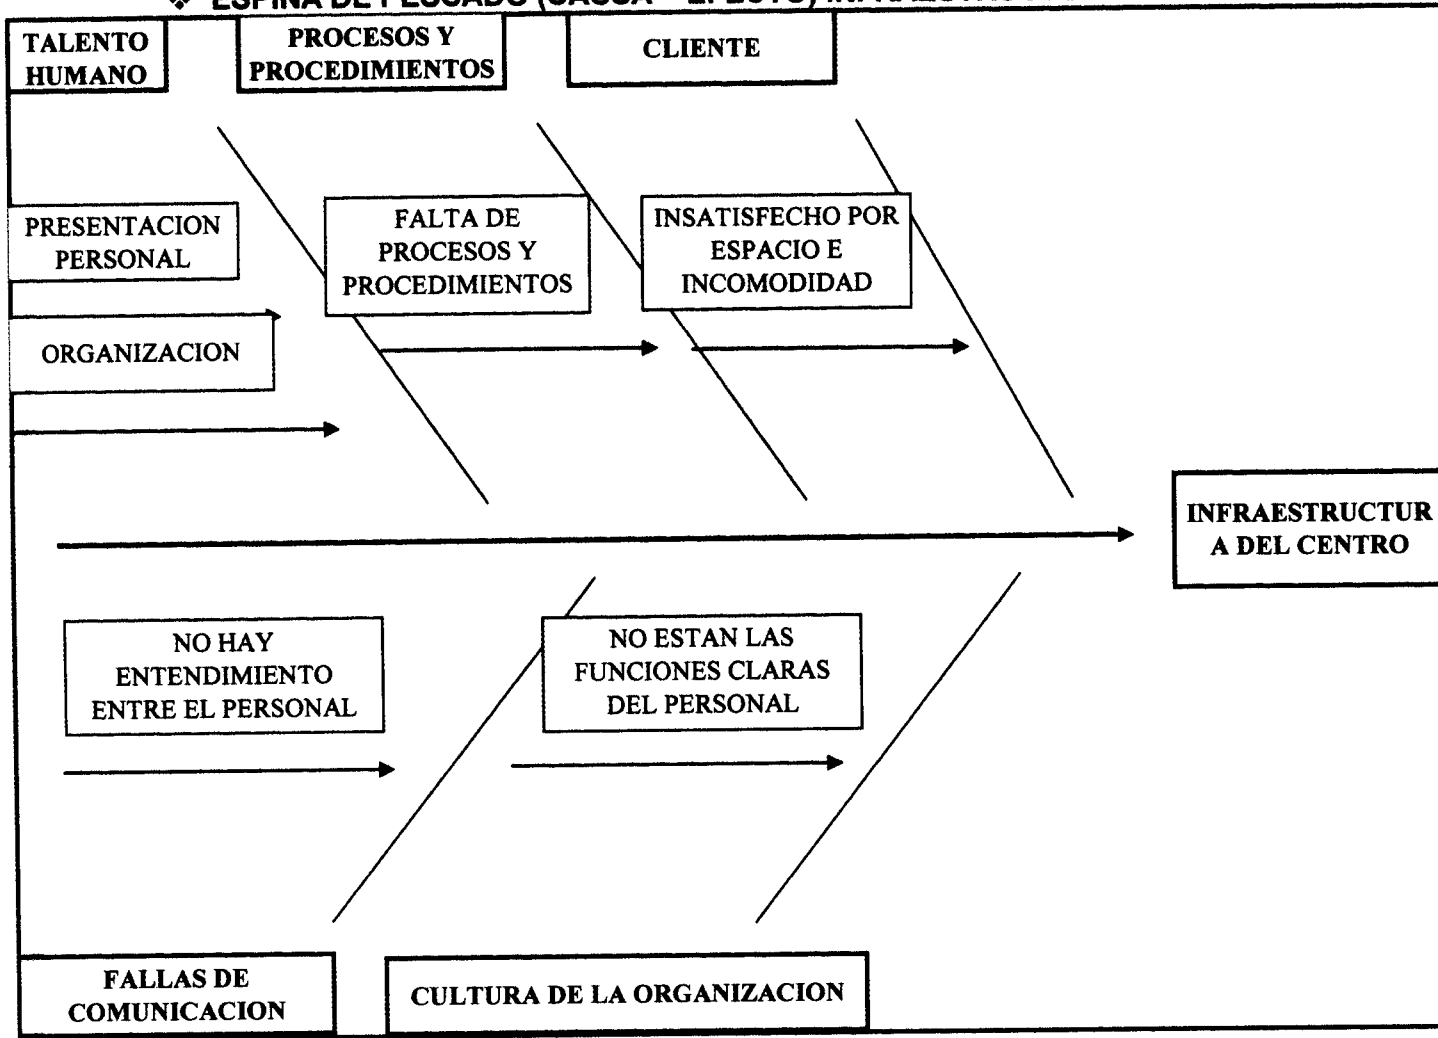 TALENTO
HUMANO
PROCESOS Y
PROCEDIMIENTOS
CLIENTE
PRESENTACION
PERSONAL
FALTA DE
PROCESOS Y
PROCEDIMIENTOS
INSATISFECHO POR
ESPACIO E
INCOMODIDAD
ORGANIZACION
INFRAESTRUCTUR
A DEL CENTRO
NO HAY
ENTENDIMIENTO
ENTRE EL PERSONAL
NO ESTAN LAS
FUNCIONES CLARAS
DEL PERSONAL
FALLAS DE
COMUNICACION
CULTURA DE LA ORGANIZACION